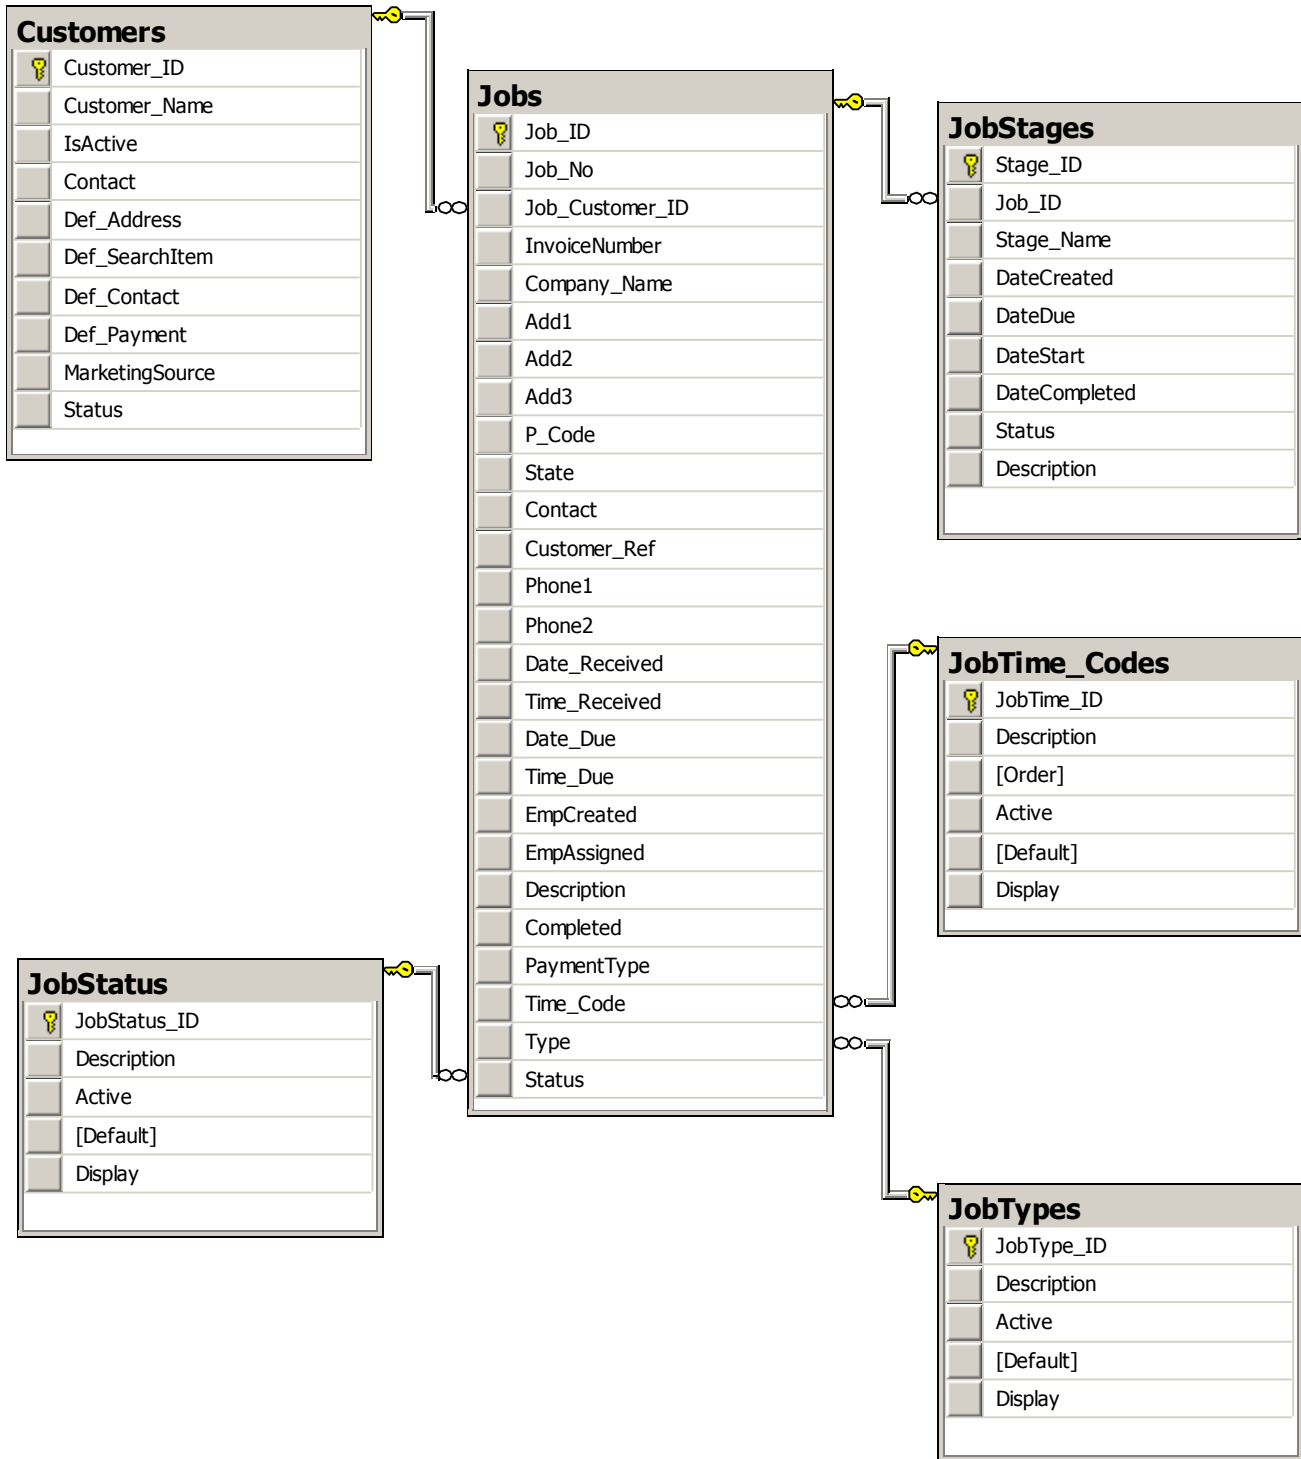 Customers
Customer_ID
Customer_Name
IsActive
Contact
Def_Address
Def_SearchItem
Def_Contact
Def_Payment
MarketingSource
Status
Jobs
Job_ID
Job_No
Job_Customer_ID
InvoiceNumber
Company_Name
Add1
Add2
Add3
P_Code
State
Contact
Customer_Ref
Phone1
Phone2
Date_Received
Time_Received
Date_Due
Time_Due
EmpCreated
EmpAssigned
Description
Completed
PaymentType
Time_Code
Type
Status
JobStages
Stage_ID
Job_ID
Stage_Name
DateCreated
DateDue
DateStart
DateCompleted
Status
Description
JobTime_Codes
JobTime_ID
Description
[Order]
Active
[Default]
Display
JobStatus
JobStatus_ID
Description
Active
[Default]
Display
JobTypes
JobType_ID
Description
Active
[Default]
Display